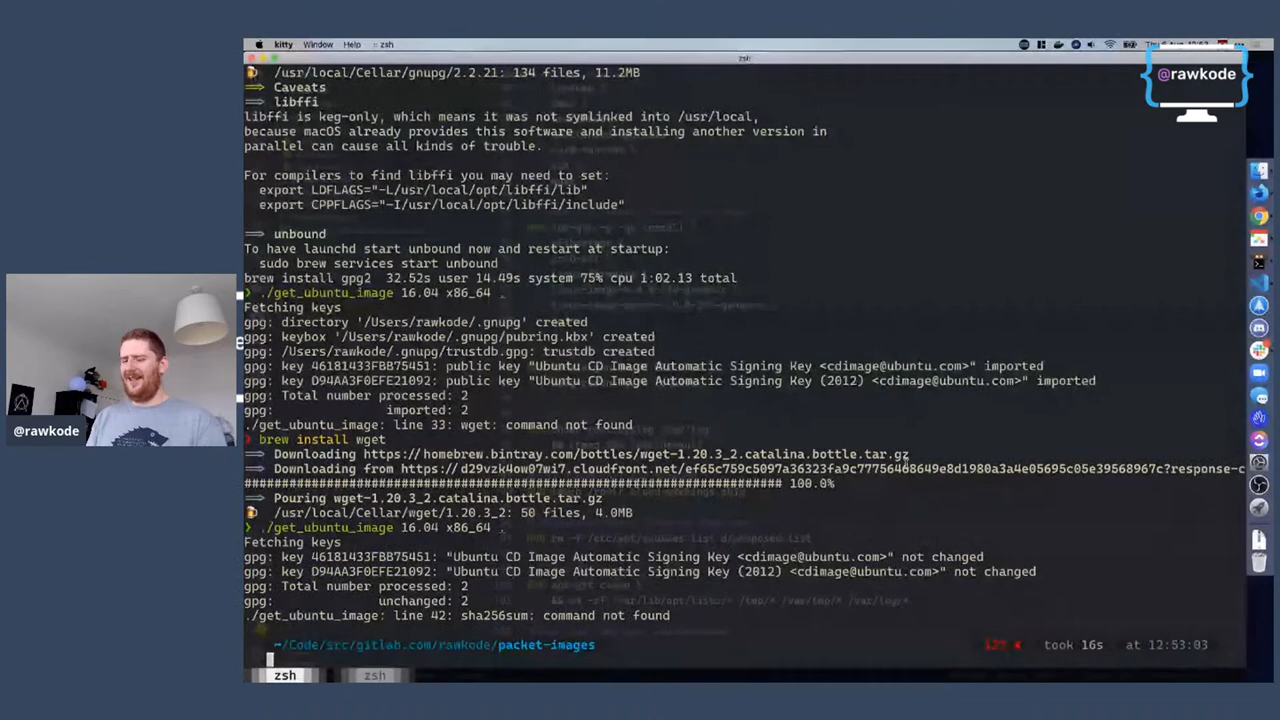 kitty Window Help :: zsh
zsh
@rawkode
/usr/local/Cellar/gnupg/2.2.21: 134 files, 11.2MB
⟹ Caveats
⟹ libffi
libffi is keg-only, which means it was not symlinked into /usr/local,
because macOS already provides this software and installing another version in
parallel can cause all kinds of trouble.
For compilers to find libffi you may need to set:
export LDFLAGS="-L/usr/local/opt/libffi/lib"
export CPPFLAGS="-I/usr/local/opt/libffi/include"
⟹ unbound
To have launchd start unbound now and restart at startup:
sudo brew services start unbound
brew install gpg2 32.52s user 14.49s system 75% cpu 1:02.13 total
❯ ./get_ubuntu_image 16.04 x86_64 .
Fetching keys
gpg: directory '/Users/rawkode/.gnupg' created
gpg: keybox '/Users/rawkode/.gnupg/pubring.kbx' created
gpg: /Users/rawkode/.gnupg/trustdb.gpg: trustdb created
gpg: key 46181433FBB75451: public key "Ubuntu CD Image Automatic Signing Key <cdimage@ubuntu.com>" imported
gpg: key D94AA3F0EFE21092: public key "Ubuntu CD Image Automatic Signing Key (2012) <cdimage@ubuntu.com>" imported
gpg: Total number processed: 2
gpg: imported: 2
./get_ubuntu_image: line 33: wget: command not found
❯ brew install wget
⟹ Downloading https://homebrew.bintray.com/bottles/wget-1.20.3_2.catalina.bottle.tar.gz
⟹ Downloading from https://d29vzk4ow07wi7.cloudfront.net/ef65c759c5097a36323fa9c77756468649e8d1980a3a4e05695c05e39568967c?response-c
######################################################################## 100.0%
⟹ Pouring wget-1.20.3_2.catalina.bottle.tar.gz
/usr/local/Cellar/wget/1.20.3_2: 50 files, 4.0MB
❯ ./get_ubuntu_image 16.04 x86_64 .
Fetching keys
gpg: key 46181433FBB75451: "Ubuntu CD Image Automatic Signing Key <cdimage@ubuntu.com>" not changed
gpg: key D94AA3F0EFE21092: "Ubuntu CD Image Automatic Signing Key (2012) <cdimage@ubuntu.com>" not changed
gpg: Total number processed: 2
gpg: unchanged: 2
./get_ubuntu_image: line 42: sha256sum: command not found
~/Code/src/gitlab.com/rawkode/packet-images
took 16s at 12:53:03
zsh zsh
@rawkode